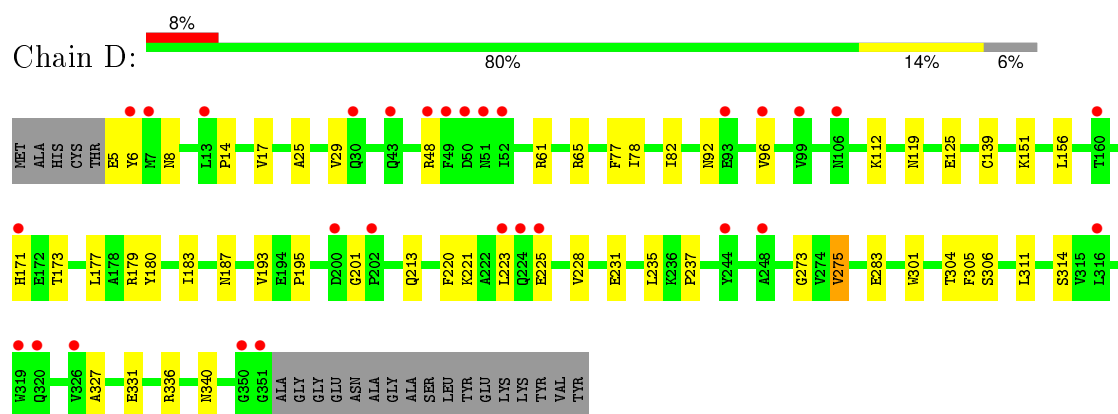 8%
Chain D:
80% 14% 6%
MET ALA HIS CYS THR E5 Y6 M7 N8 L13 P14 V17 A25 V29 Q30 Q43 R48 F49 D50 N51 I52 R61 R65 F77 I78 I82 N92 E93 V96 V99 N106 K112 N119 E125 C139 K151 L156 T160
H171 E172 T173 L177 A178 R179 Y180 I183 N187 V193 E194 P195 D200 G201 P202 Q213 F220 K221 A222 L223 Q224 E225 V228 E231 L235 K236 P237 Y244 A248 G273 V274 V275 E283 W301 T304 F305 S306 L311 S314 V315 L316
W319 Q320 V326 A327 E331 R336 N340 G350 G351 ALA GLY GLY GLU ASN ALA GLY ALA SER LEU TYR GLU LYS LYS TYR VAL TYR